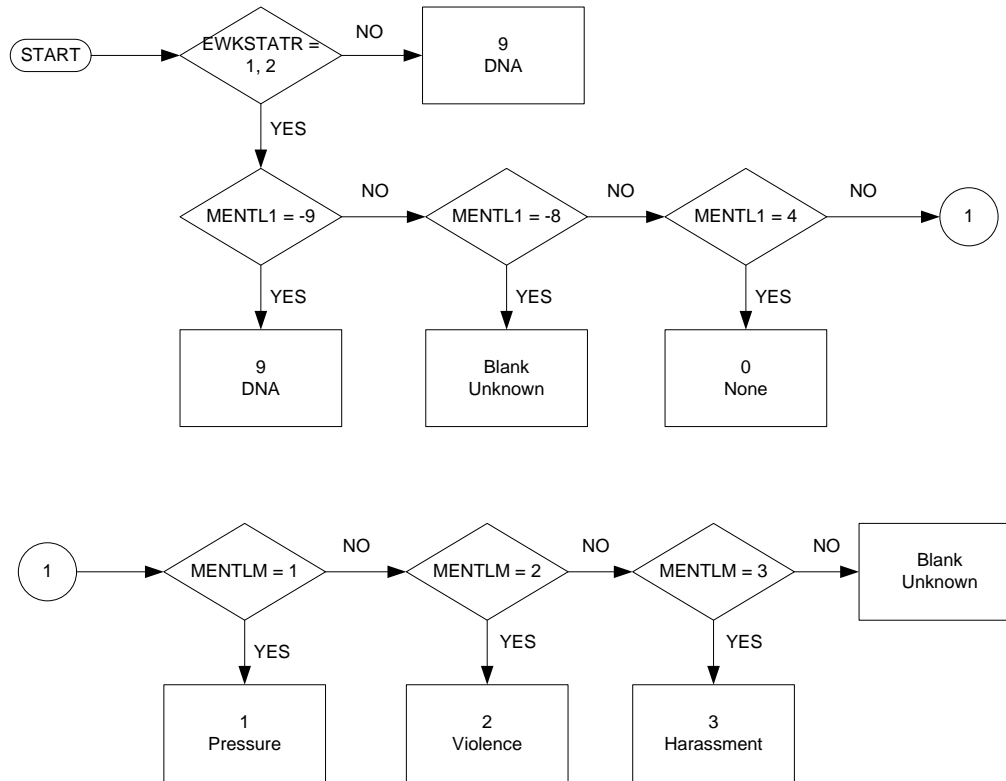 START
EWKSTATR =
1, 2
NO
9
DNA
YES
MENTL1 = -9
NO
MENTL1 = -8
NO
MENTL1 = 4
NO
1
YES
YES
YES
9
DNA
Blank
Unknown
0
None
1
MENTLM = 1
NO
MENTLM = 2
NO
MENTLM = 3
NO
Blank
Unknown
YES
YES
YES
1
Pressure
2
Violence
3
Harassment